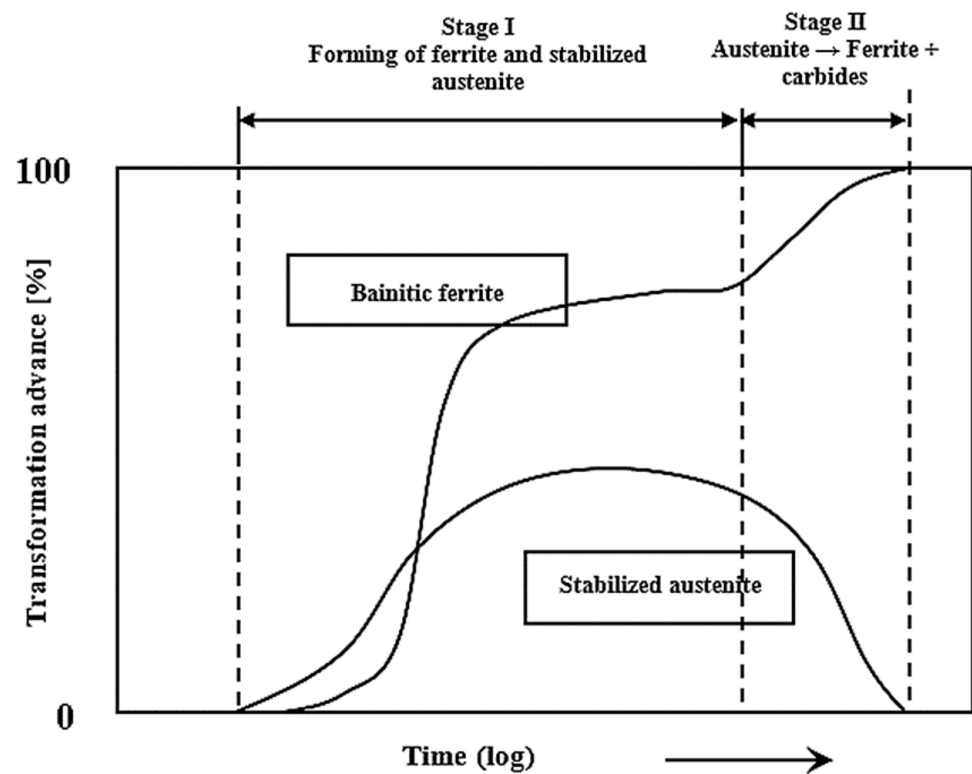 Stage I
Forming of ferrite and stabilized
austenite
Stage II
Austenite → Ferrite +
carbides
100
Transformation advance [%]
Bainitic ferrite
Stabilized austenite
0
Time (log)